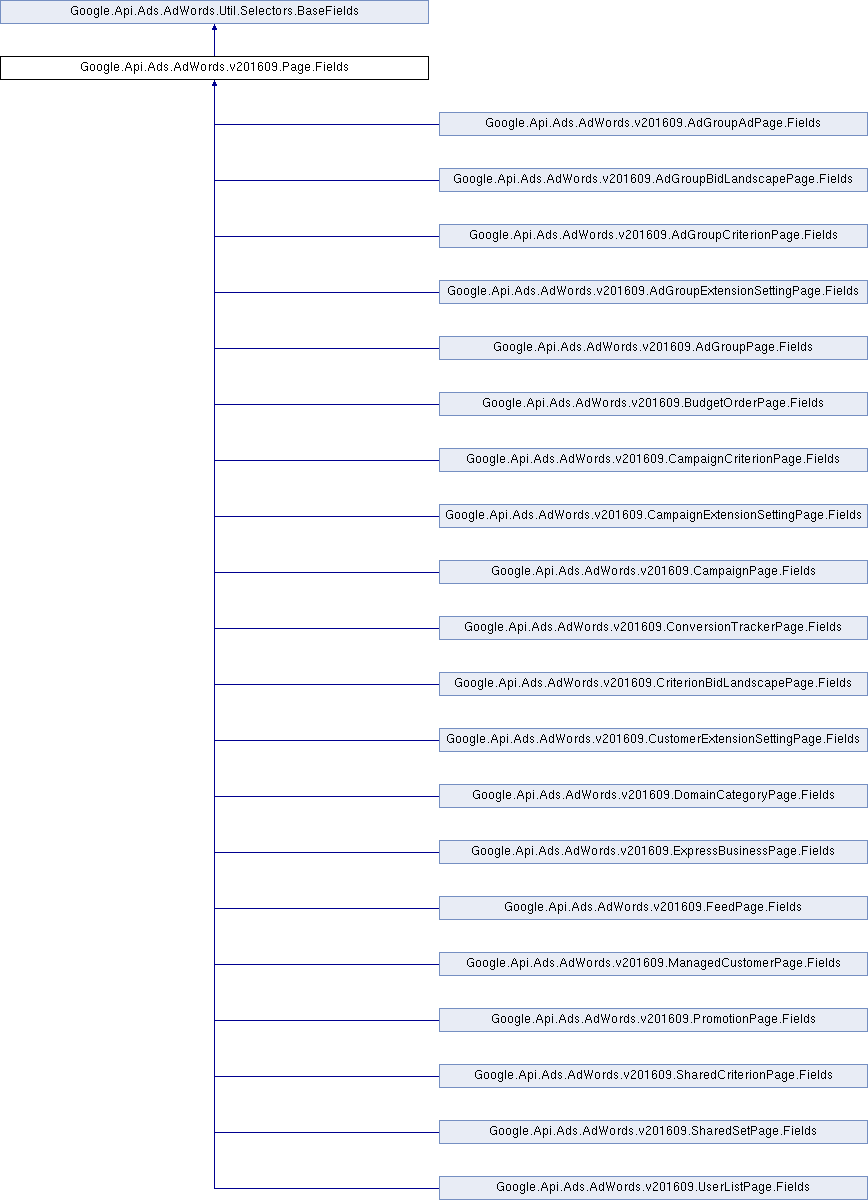 Google.Api.Ads.AdWords.Util.Selectors.BaseFields
Google.Api.Ads.AdWords.v201609.Page.Fields
Google.Api.Ads.AdWords.v201609.AdGroupAdPage.Fields
Google.Api.Ads.AdWords.v201609.AdGroupBidLandscapePage.Fields
Google.Api.Ads.AdWords.v201609.AdGroupCriterionPage.Fields
Google.Api.Ads.AdWords.v201609.AdGroupExtensionSettingPage.Fields
Google.Api.Ads.AdWords.v201609.AdGroupPage.Fields
Google.Api.Ads.AdWords.v201609.BudgetOrderPage.Fields
Google.Api.Ads.AdWords.v201609.CampaignCriterionPage.Fields
Google.Api.Ads.AdWords.v201609.CampaignExtensionSettingPage.Fields
Google.Api.Ads.AdWords.v201609.CampaignPage.Fields
Google.Api.Ads.AdWords.v201609.ConversionTrackerPage.Fields
Google.Api.Ads.AdWords.v201609.CriterionBidLandscapePage.Fields
Google.Api.Ads.AdWords.v201609.CustomerExtensionSettingPage.Fields
Google.Api.Ads.AdWords.v201609.DomainCategoryPage.Fields
Google.Api.Ads.AdWords.v201609.ExpressBusinessPage.Fields
Google.Api.Ads.AdWords.v201609.FeedPage.Fields
Google.Api.Ads.AdWords.v201609.ManagedCustomerPage.Fields
Google.Api.Ads.AdWords.v201609.PromotionPage.Fields
Google.Api.Ads.AdWords.v201609.SharedCriterionPage.Fields
Google.Api.Ads.AdWords.v201609.SharedSetPage.Fields
Google.Api.Ads.AdWords.v201609.UserListPage.Fields